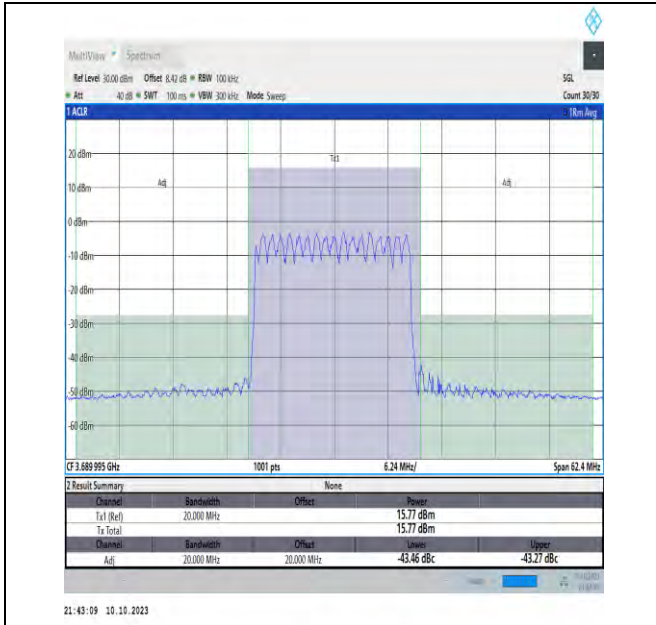 MultiView Spectrum
Ref Level 30.00 dBm Offset 8.42 dB RBW 100 kHz SGL
Att 40 dB SWT 100 ms VBW 300 kHz Mode Sweep Count 30/30
1 ACLR 1Rm Avg
20 dBm
Tx1
Adj Adj
10 dBm
0 dBm
-10 dBm
-20 dBm
-30 dBm
-40 dBm
-50 dBm
-60 dBm
CF 3.689 995 GHz 1001 pts 6.24 MHz/ Span 62.4 MHz
2 Result Summary None
Channel Bandwidth Offset Power
Tx1 (Ref) 20.000 MHz 15.77 dBm
Tx Total 15.77 dBm
Channel Bandwidth Offset Lower Upper
Adj 20.000 MHz 20.000 MHz -43.46 dBc -43.27 dBc
21:43:09 10.10.2023